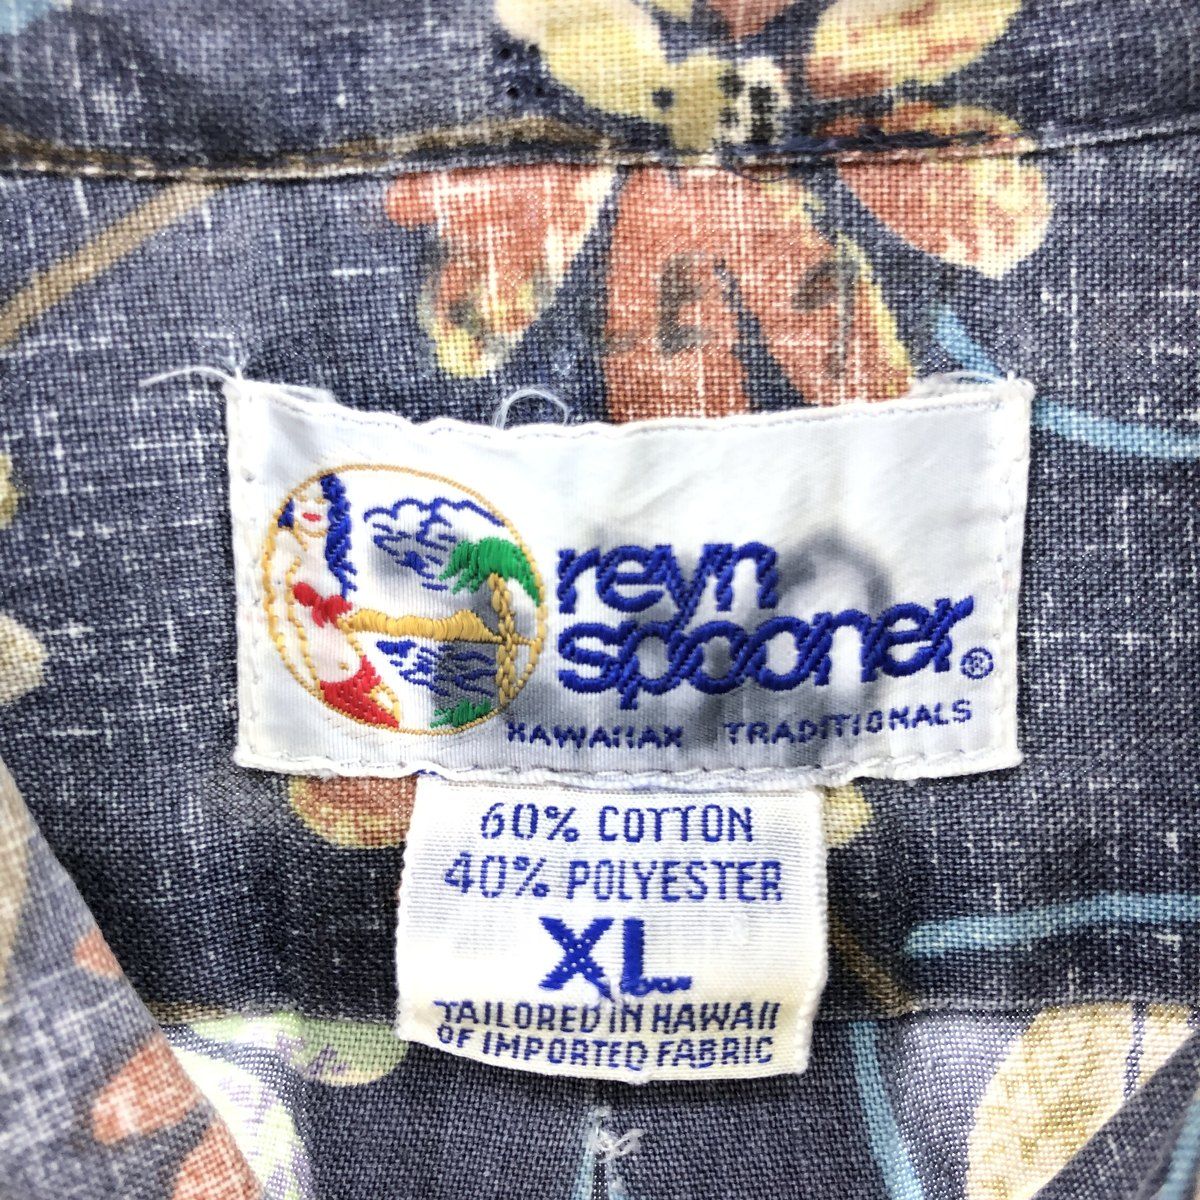 reyn
spooner®
HAWAIIAN TRADITIONALS
60% COTTON
40% POLYESTER
XL
TAILORED IN HAWAII
OF IMPORTED FABRIC